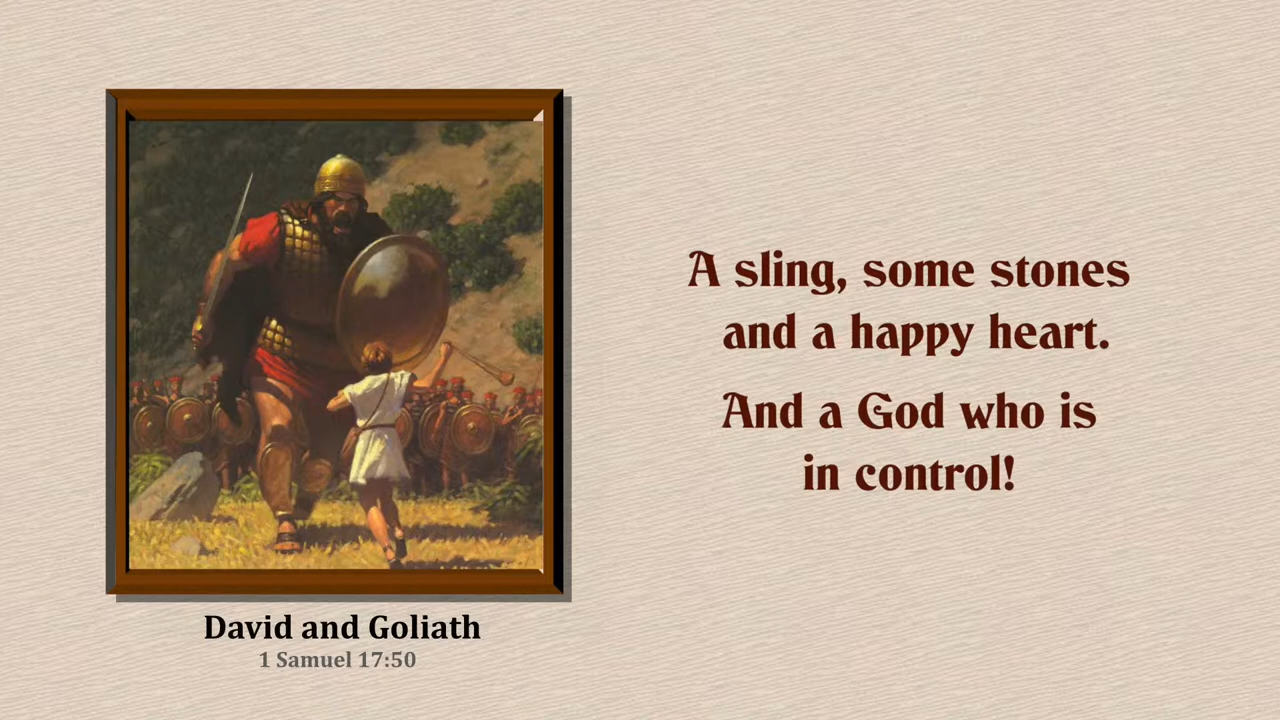 A sling, some stones
and a happy heart.
And a God who is
in control!
David and Goliath
1 Samuel 17:50